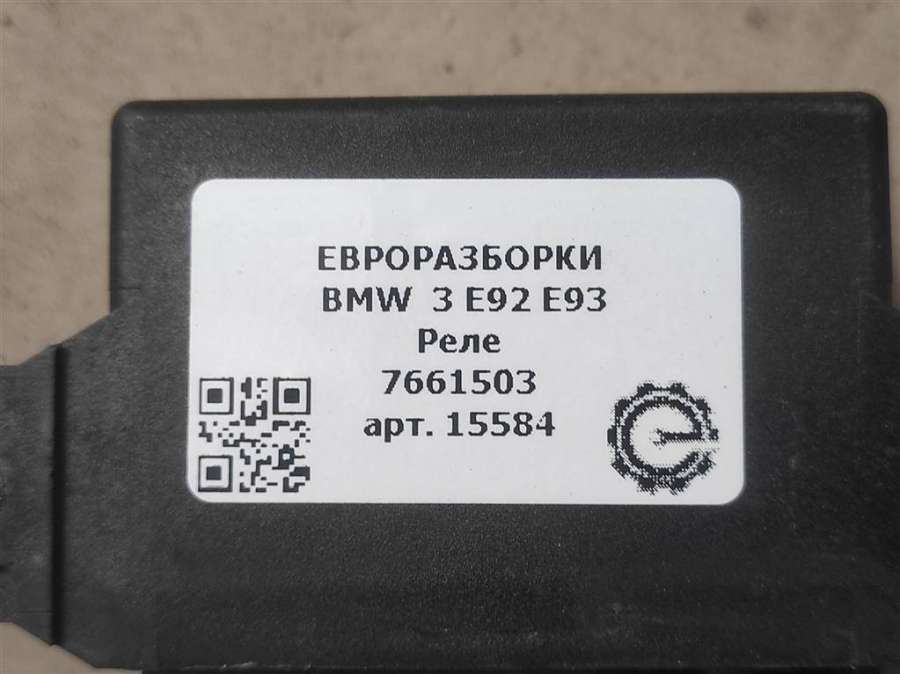 ЕВРОРАЗБОРКИ
BMW 3 E92 E93
Реле
7661503
арт. 15584